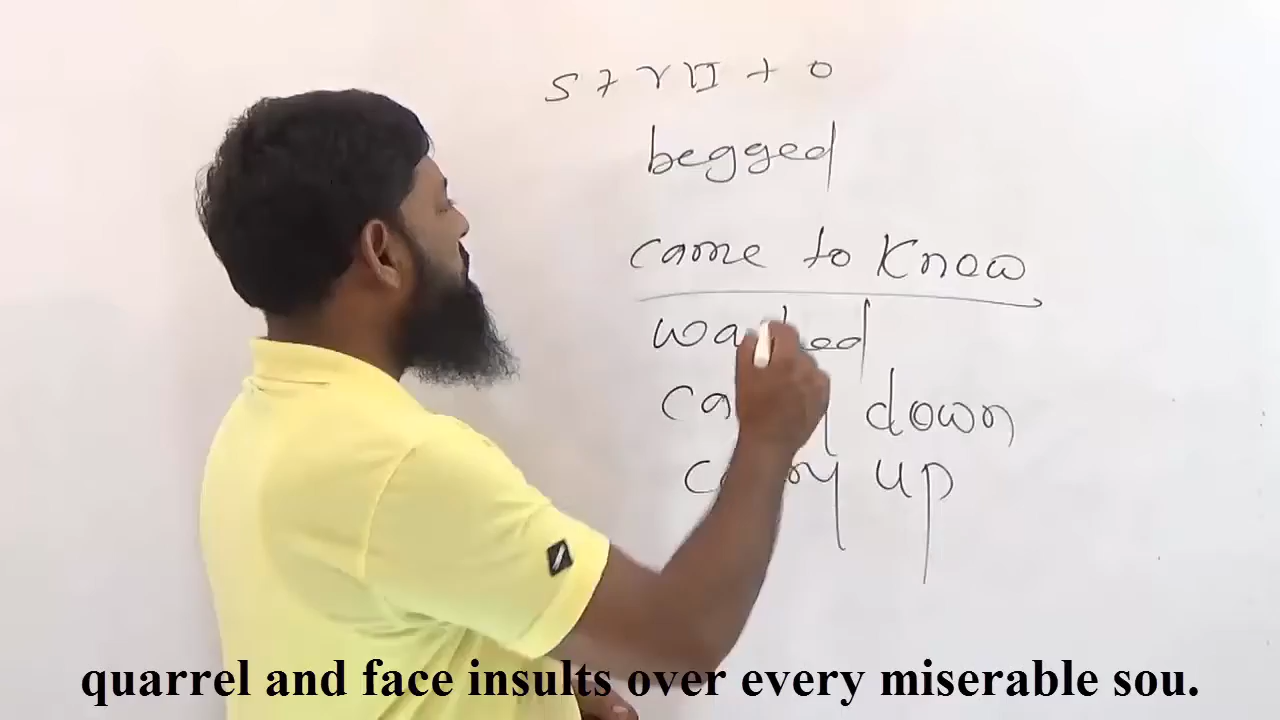 S + V II + O
begged
came to know
down
up
quarrel and face insults over every miserable sou.